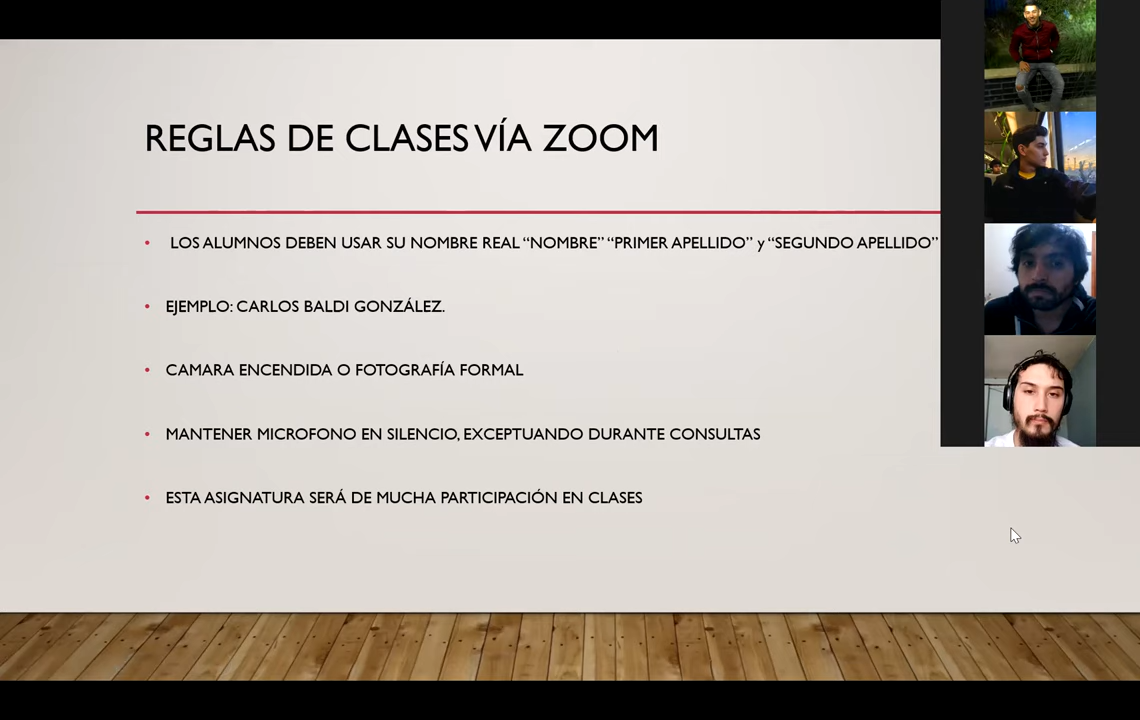 REGLAS DE CLASES VÍA ZOOM
• LOS ALUMNOS DEBEN USAR SU NOMBRE REAL “NOMBRE” “PRIMER APELLIDO” y “SEGUNDO APELLIDO”
• EJEMPLO: CARLOS BALDI GONZÁLEZ.
• CAMARA ENCENDIDA O FOTOGRAFÍA FORMAL
• MANTENER MICROFONO EN SILENCIO, EXCEPTUANDO DURANTE CONSULTAS
• ESTA ASIGNATURA SERÁ DE MUCHA PARTICIPACIÓN EN CLASES